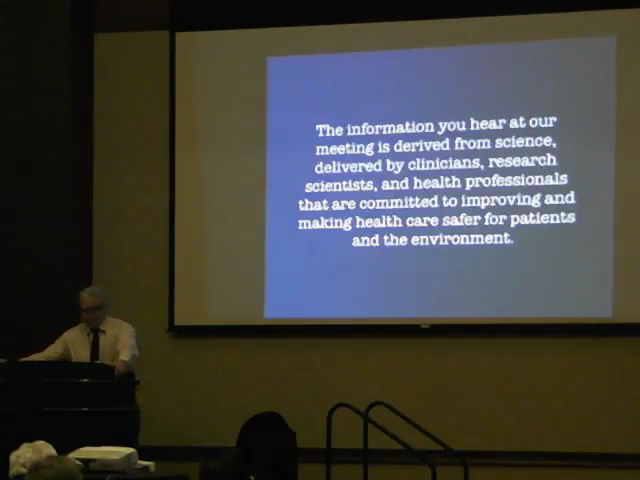 The information you hear at our
meeting is derived from science,
delivered by clinicians, research
scientists, and health professionals
that are committed to improving and
making health care safer for patients
and the environment.